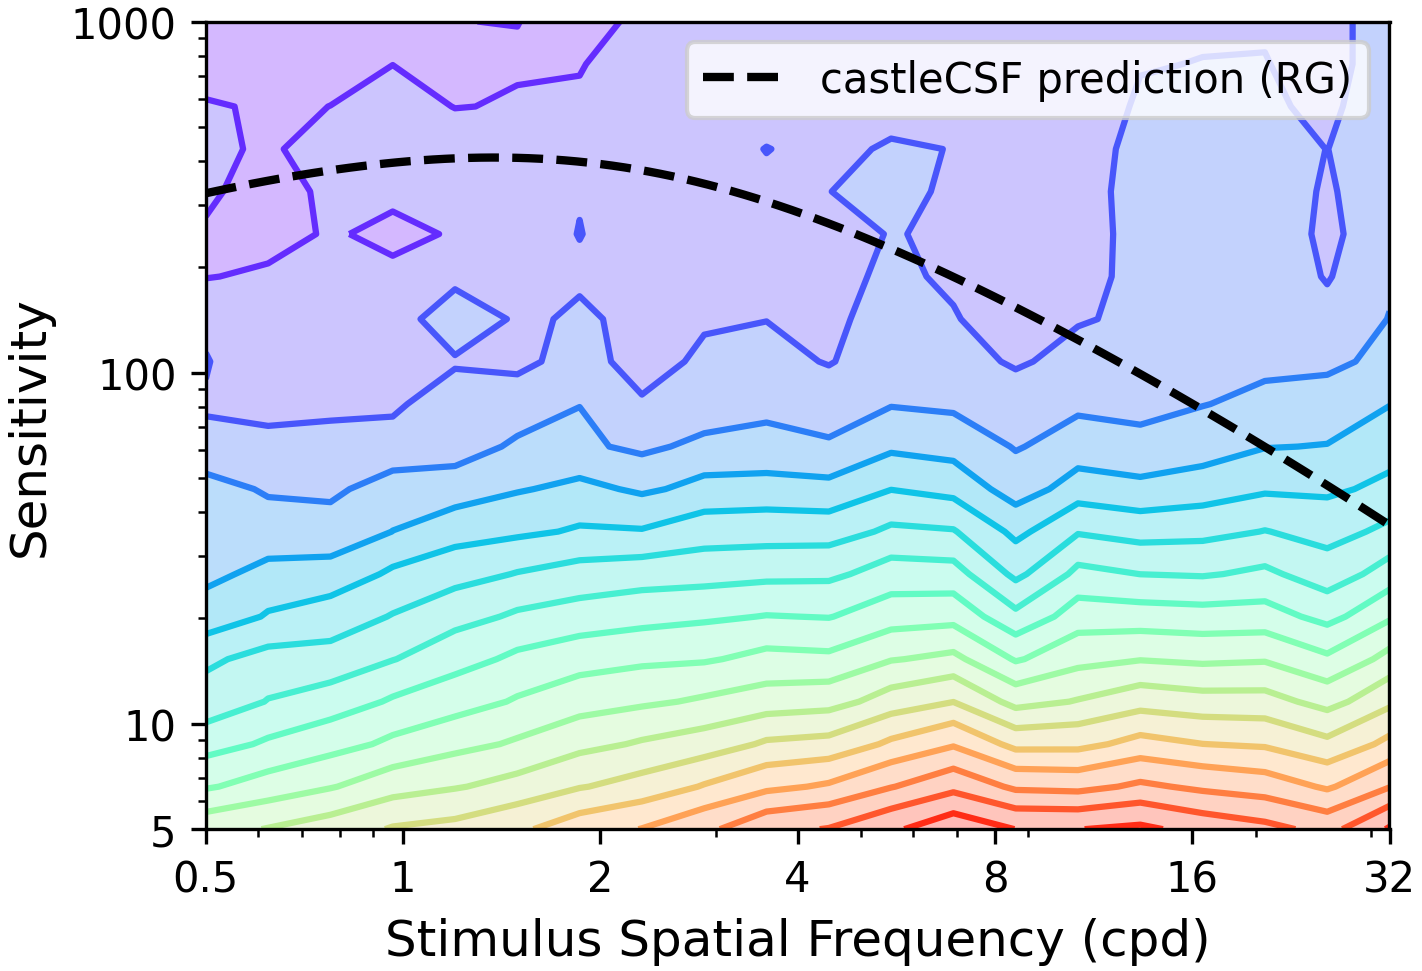 1000
100
10
5
Sensitivity
castleCSF prediction (RG)
0.5 1 2 4 8 16 32
Stimulus Spatial Frequency (cpd)